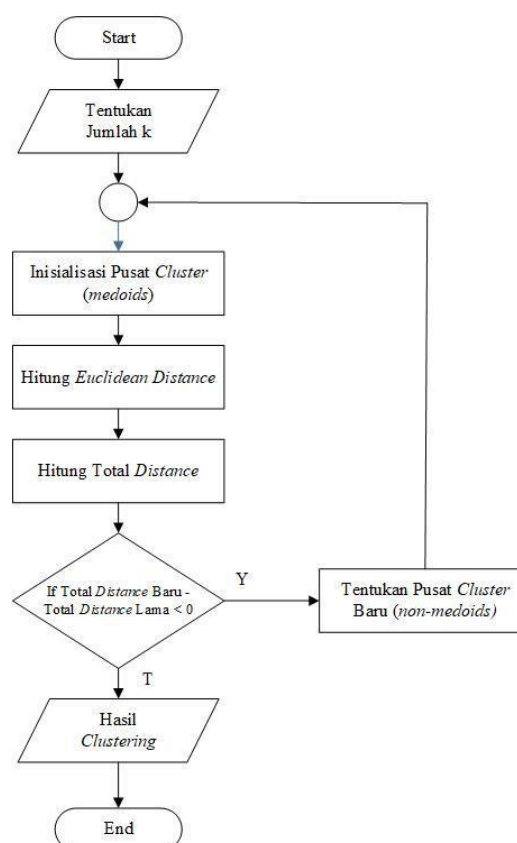 Start
Tentukan
Jumlah k
Inisialisasi Pusat Cluster
(medoids)
Hitung Euclidean Distance
Hitung Total Distance
If Total Distance Baru -
Total Distance Lama < 0
Y
Tentukan Pusat Cluster
Baru (non-medoids)
T
Hasil
Clustering
End